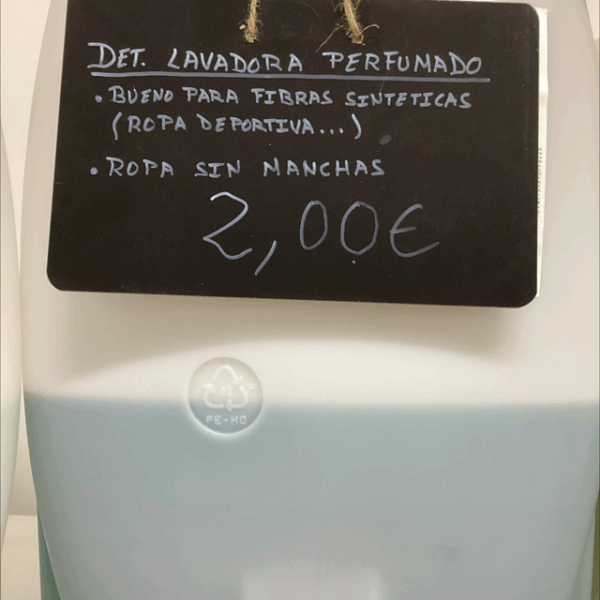 DET. LAVADORA PERFUMADO
• BUENO PARA FIBRAS SINTETICAS
(ROPA DEPORTIVA...)
• ROPA SIN MANCHAS
2,00€
PE-HD